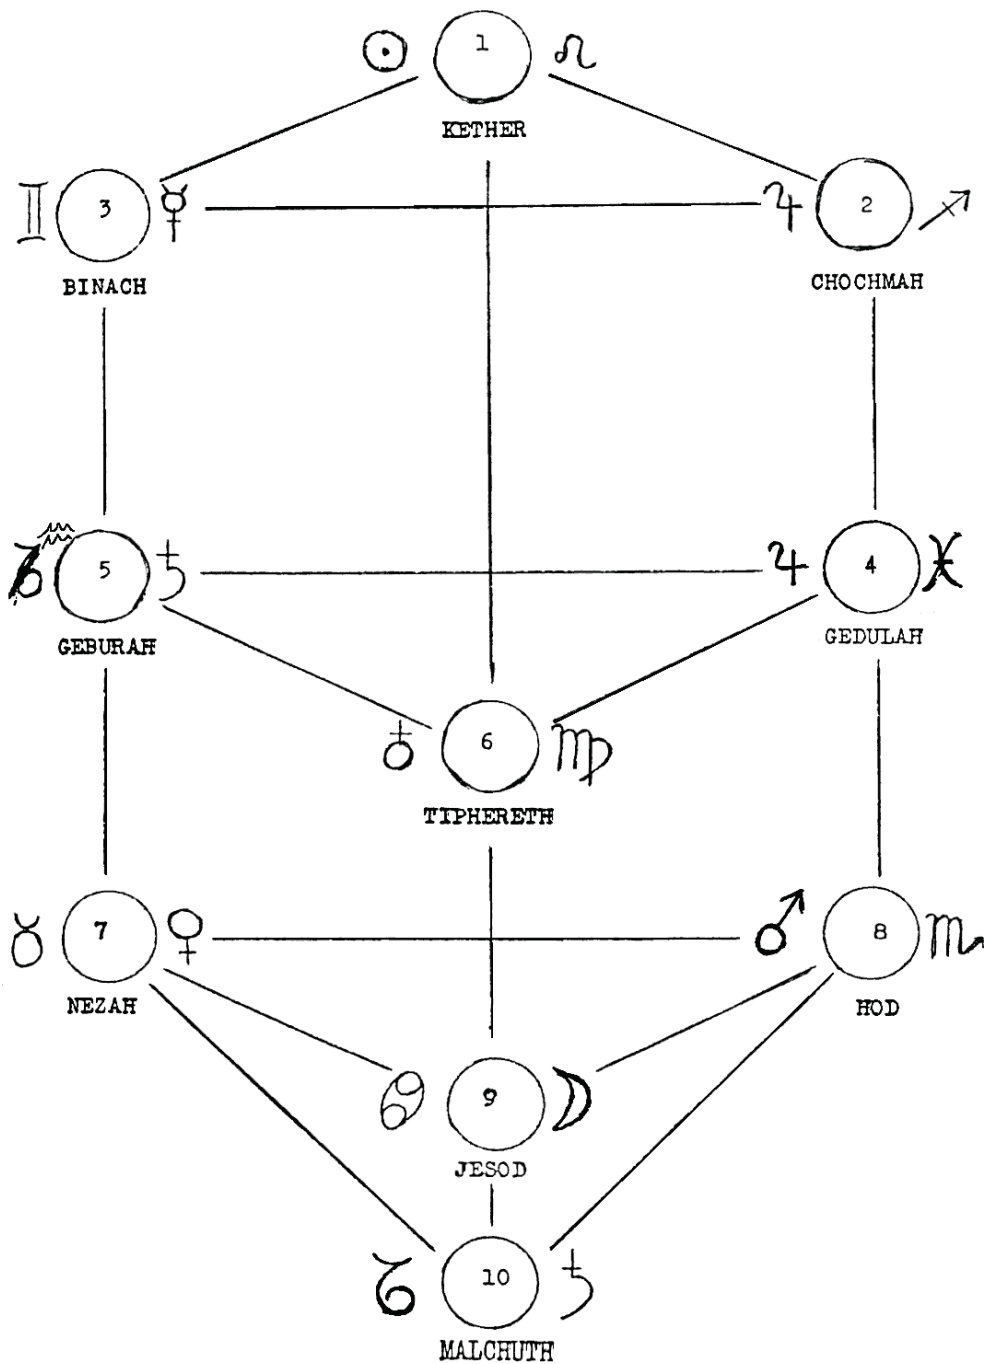 ☉ 1 ♌
KETHER
♊ 3 ☿
BINACH
♃ 2 ♐
CHOCHMAH
♒ 5 ♄
GEBURAH
♃ 4 ♓
GEDULAH
♁ 6 ♍
TIPHERETH
♉ 7 ♀
NEZAH
♂ 8 ♏
HOD
♋ 9 ☽
JESOD
♑ 10 ♄
MALCHUTH